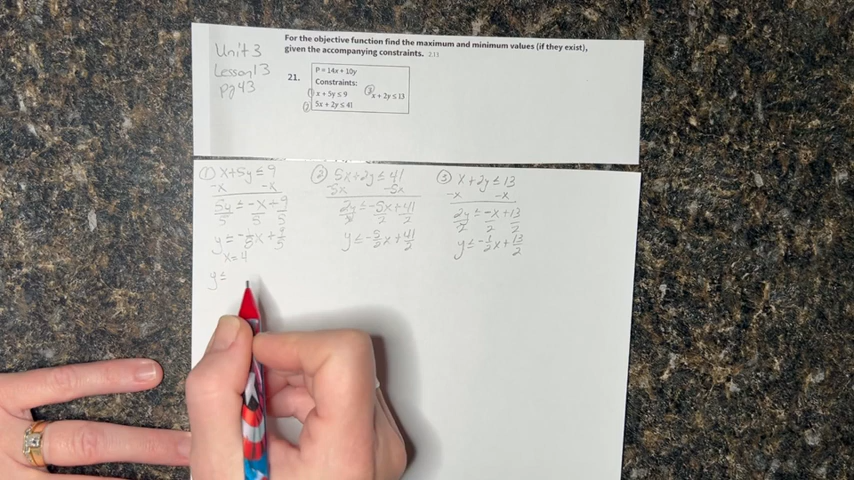 Unit 3
Lesson 13
pg 43
For the objective function find the maximum and minimum values (if they exist),
given the accompanying constraints. 2.1.1
21.
P = 14x + 10y
Constraints:
① x + 5y ≤ 9
③ x + 2y ≤ 13
② 5x + 2y ≤ 41
① x+5y ≤ 9
-x -x
5y ≤ -x + 9
5 5 5
y ≤ -1/5x + 9/5
x=4
y ≤
② 5x+2y ≤ 41
-5x -5x
2y ≤ -5x+41
2 2 2
y ≤ -5/2x + 41/2
③ x+2y ≤ 13
-x -x
2y ≤ -x+13
2 2 2
y ≤ -1/2x + 13/2